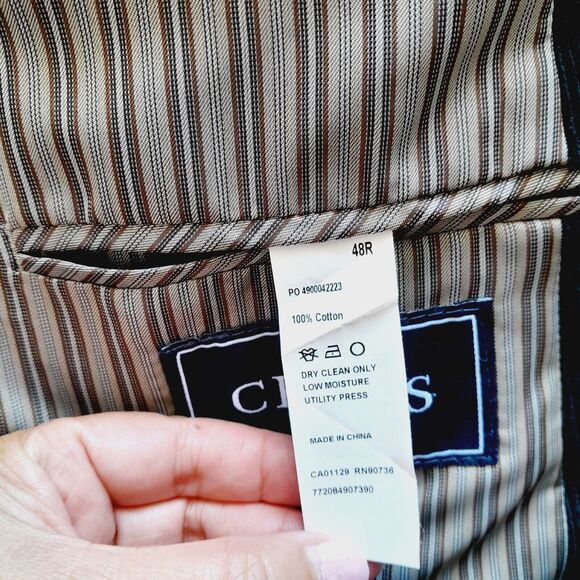 48R
PO 4900042223
100% Cotton
DRY CLEAN ONLY
LOW MOISTURE
UTILITY PRESS
MADE IN CHINA
CA01129 RN90736
772084907390